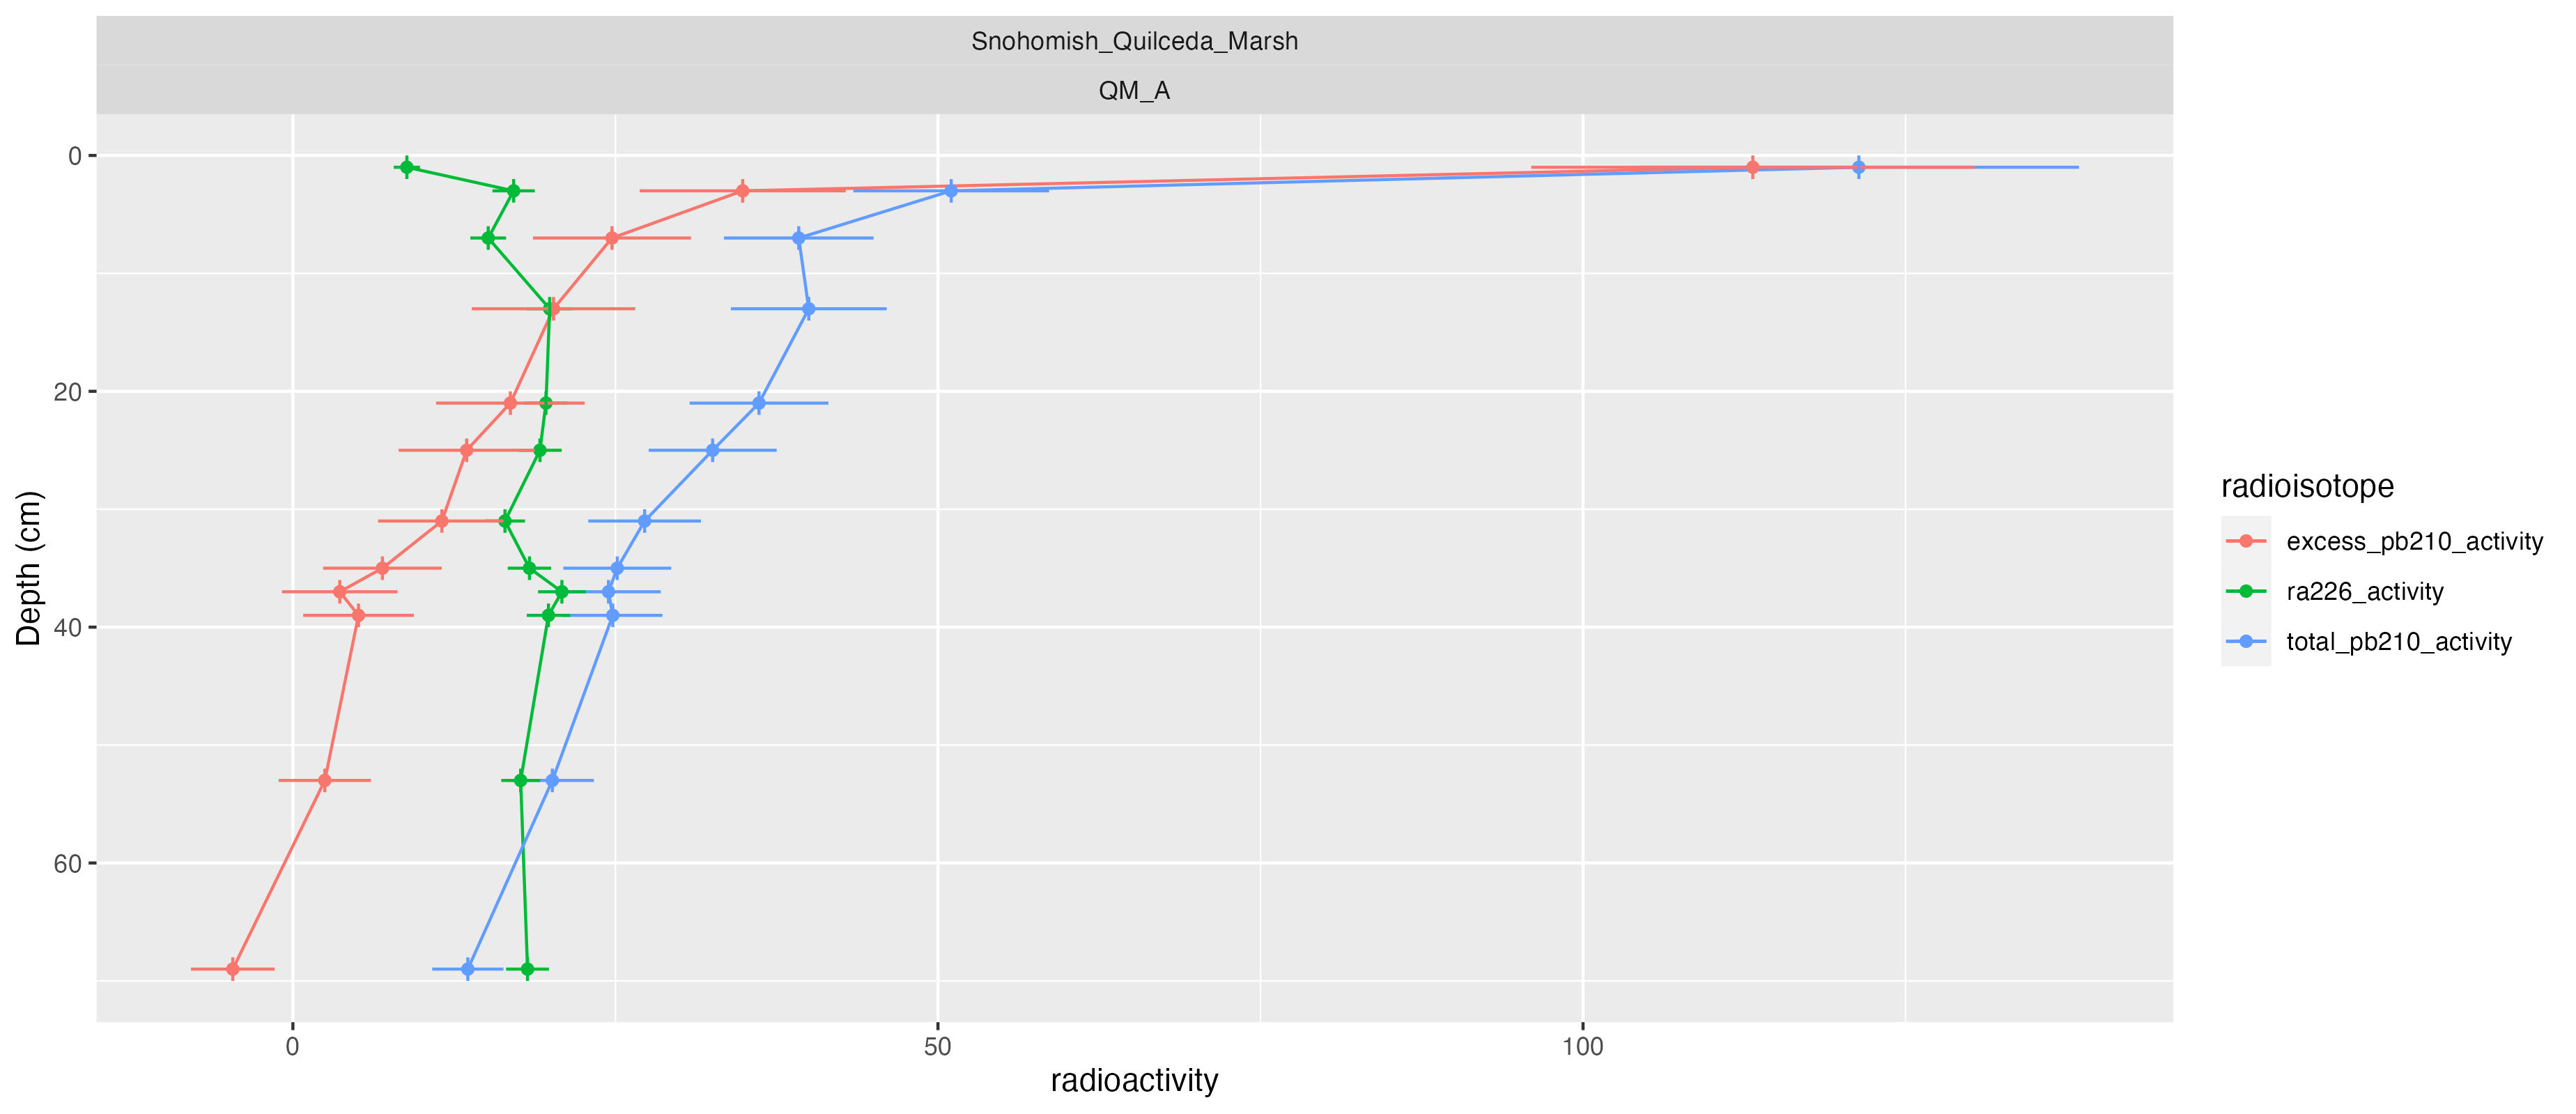 Snohomish_Quilceda_Marsh
QM_A
0
20
40
60
Depth (cm)
0
50
100
radioactivity
radioisotope
excess_pb210_activity
ra226_activity
total_pb210_activity